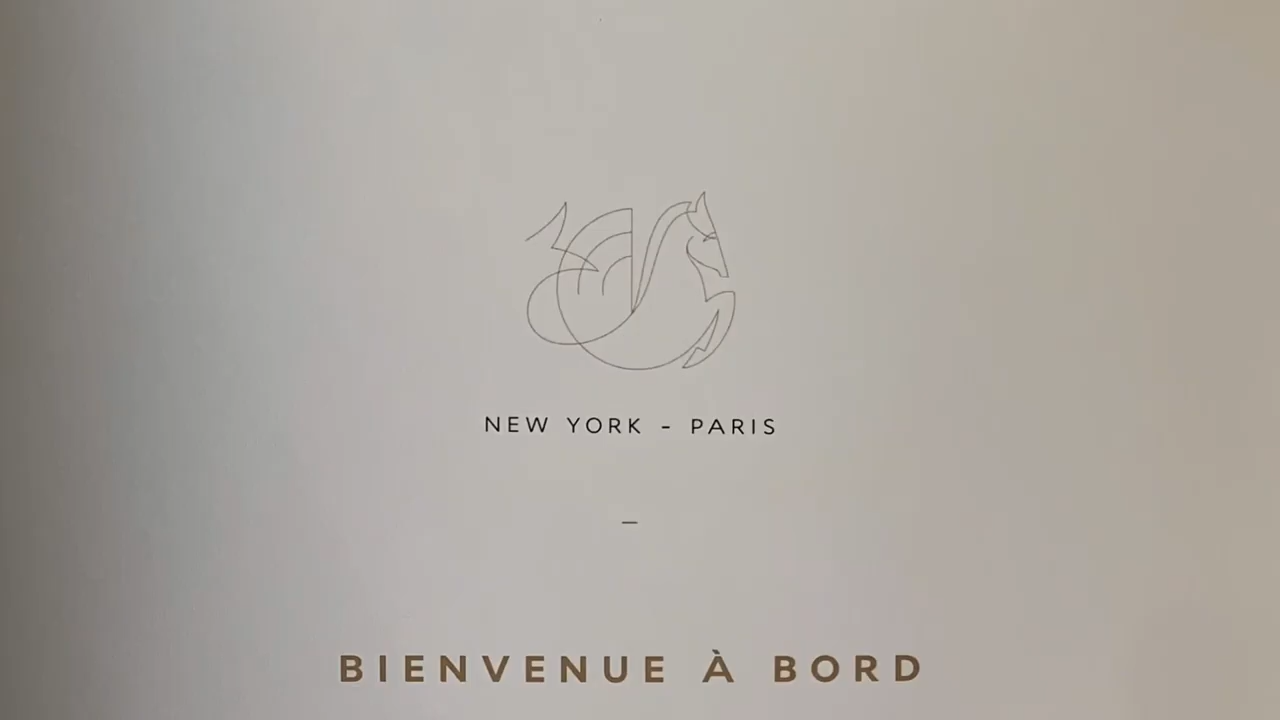 NEW YORK - PARIS
–
BIENVENUE À BORD